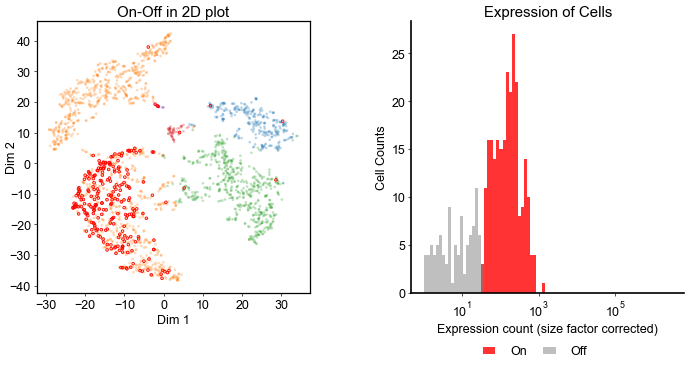 On-Off in 2D plot
40
30
20
10
0
−10
−20
−30
−40
Dim 2
−30 −20 −10 0 10 20 30
Dim 1
Expression of Cells
25
20
15
10
5
0
Cell Counts
10^1 10^3 10^5
Expression count (size factor corrected)
On Off